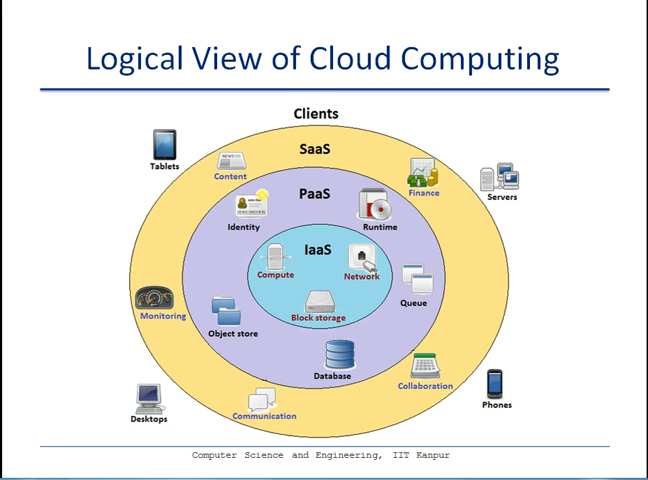 Logical View of Cloud Computing
Clients
SaaS
Tablets
NEWS
Content
Finance
Servers
PaaS
Identity
Runtime
IaaS
Compute
Network
Queue
Monitoring
Block storage
Object store
Database
Collaboration
Desktops
Communication
Phones
Computer Science and Engineering, IIT Kanpur